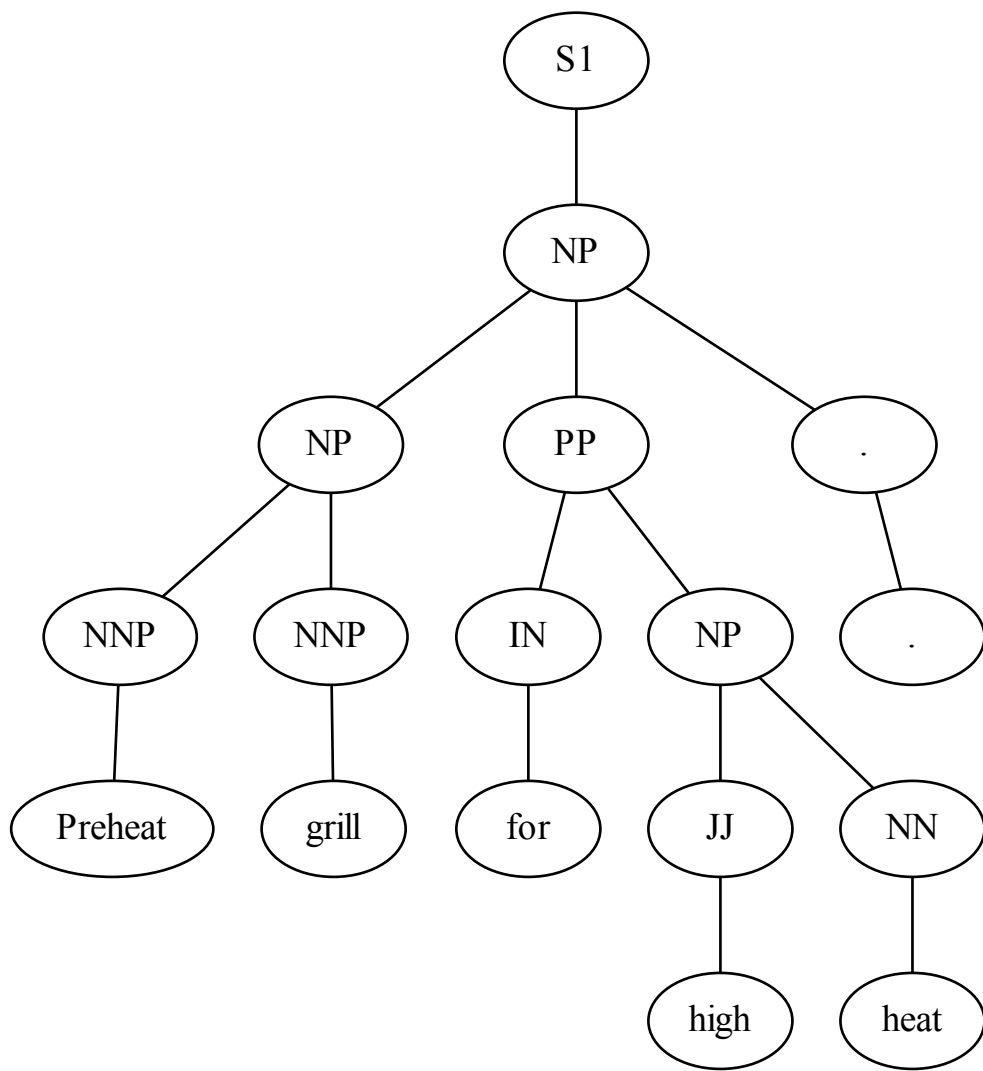 S1
NP
NP PP .
NNP NNP IN NP .
Preheat grill for JJ NN
high heat